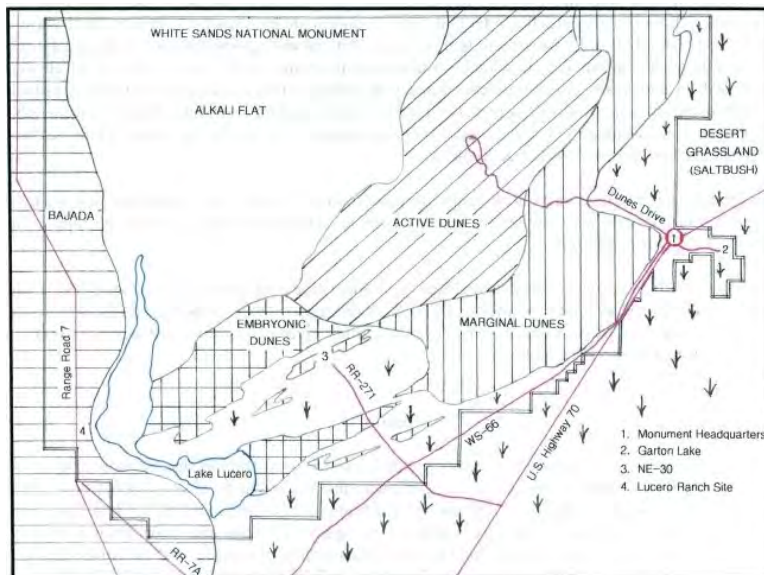 WHITE SANDS NATIONAL MONUMENT
ALKALI FLAT
DESERT
GRASSLAND
(SALTBUSH)
Dunes Drive
BAJADA
ACTIVE DUNES
1
2
EMBRYONIC
DUNES
MARGINAL DUNES
Range Road 7
3
RR-271
4
WS-66
U.S. Highway 70
Lake Lucero
RR-7A
1. Monument Headquarters
2. Garton Lake
3. NE-30
4. Lucero Ranch Site